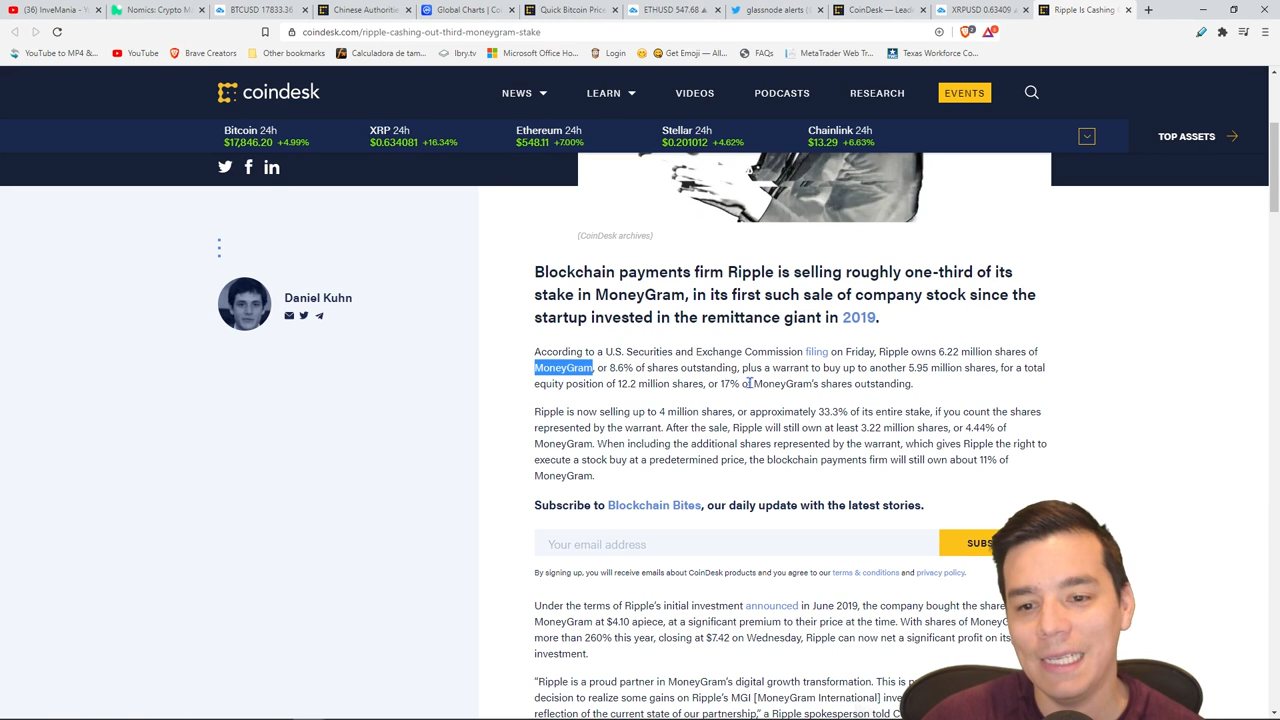 (36) InveMania - Y
Nomics: Crypto Ma
BTCUSD 17833.36
Chinese Authoritie
Global Charts | Co
Quick Bitcoin Price
ETHUSD 547.68
glassnode alerts (
CoinDesk — Lead
XRPUSD 0.63409
Ripple Is Cashing
coindesk.com/ripple-cashing-out-third-moneygram-stake
YouTube to MP4 &...
YouTube
Brave Creators
How to Purchase C...
Calculadora de tam...
lbry.tv
Microsoft Office Ho...
Login
Get Emoji — All...
FAQs
MetaTrader Web Tr...
Texas Workforce Co...
coindesk
NEWS
LEARN
VIDEOS
PODCASTS
RESEARCH
EVENTS
Bitcoin 24h
$17,846.20 +4.99%
XRP 24h
$0.634081 +16.34%
Ethereum 24h
$548.11 +7.00%
Stellar 24h
$0.201012 +4.62%
Chainlink 24h
$13.29 +6.63%
TOP ASSETS
(CoinDesk archives)
Daniel Kuhn
Blockchain payments firm Ripple is selling roughly one-third of its
stake in MoneyGram, in its first such sale of company stock since the
startup invested in the remittance giant in 2019.
According to a U.S. Securities and Exchange Commission filing on Friday, Ripple owns 6.22 million shares of
MoneyGram, or 8.6% of shares outstanding, plus a warrant to buy up to another 5.95 million shares, for a total
equity position of 12.2 million shares, or 17% of MoneyGram's shares outstanding.
Ripple is now selling up to 4 million shares, or approximately 33.3% of its entire stake, if you count the shares
represented by the warrant. After the sale, Ripple will still own at least 3.22 million shares, or 4.44% of
MoneyGram. When including the additional shares represented by the warrant, which gives Ripple the right to
execute a stock buy at a predetermined price, the blockchain payments firm will still own about 11% of
MoneyGram.
Subscribe to Blockchain Bites, our daily update with the latest stories.
Your email address
SUBS
By signing up, you will receive emails about CoinDesk products and you agree to our terms & conditions and privacy policy.
Under the terms of Ripple's initial investment announced in June 2019, the company bought the share
MoneyGram at $4.10 apiece, at a significant premium to their price at the time. With shares of MoneyG
more than 260% this year, closing at $7.42 on Wednesday, Ripple can now net a significant profit on its
investment.
"Ripple is a proud partner in MoneyGram's digital growth transformation. This is
decision to realize some gains on Ripple's MGI [MoneyGram International] inve
reflection of the current state of our partnership," a Ripple spokesperson told C